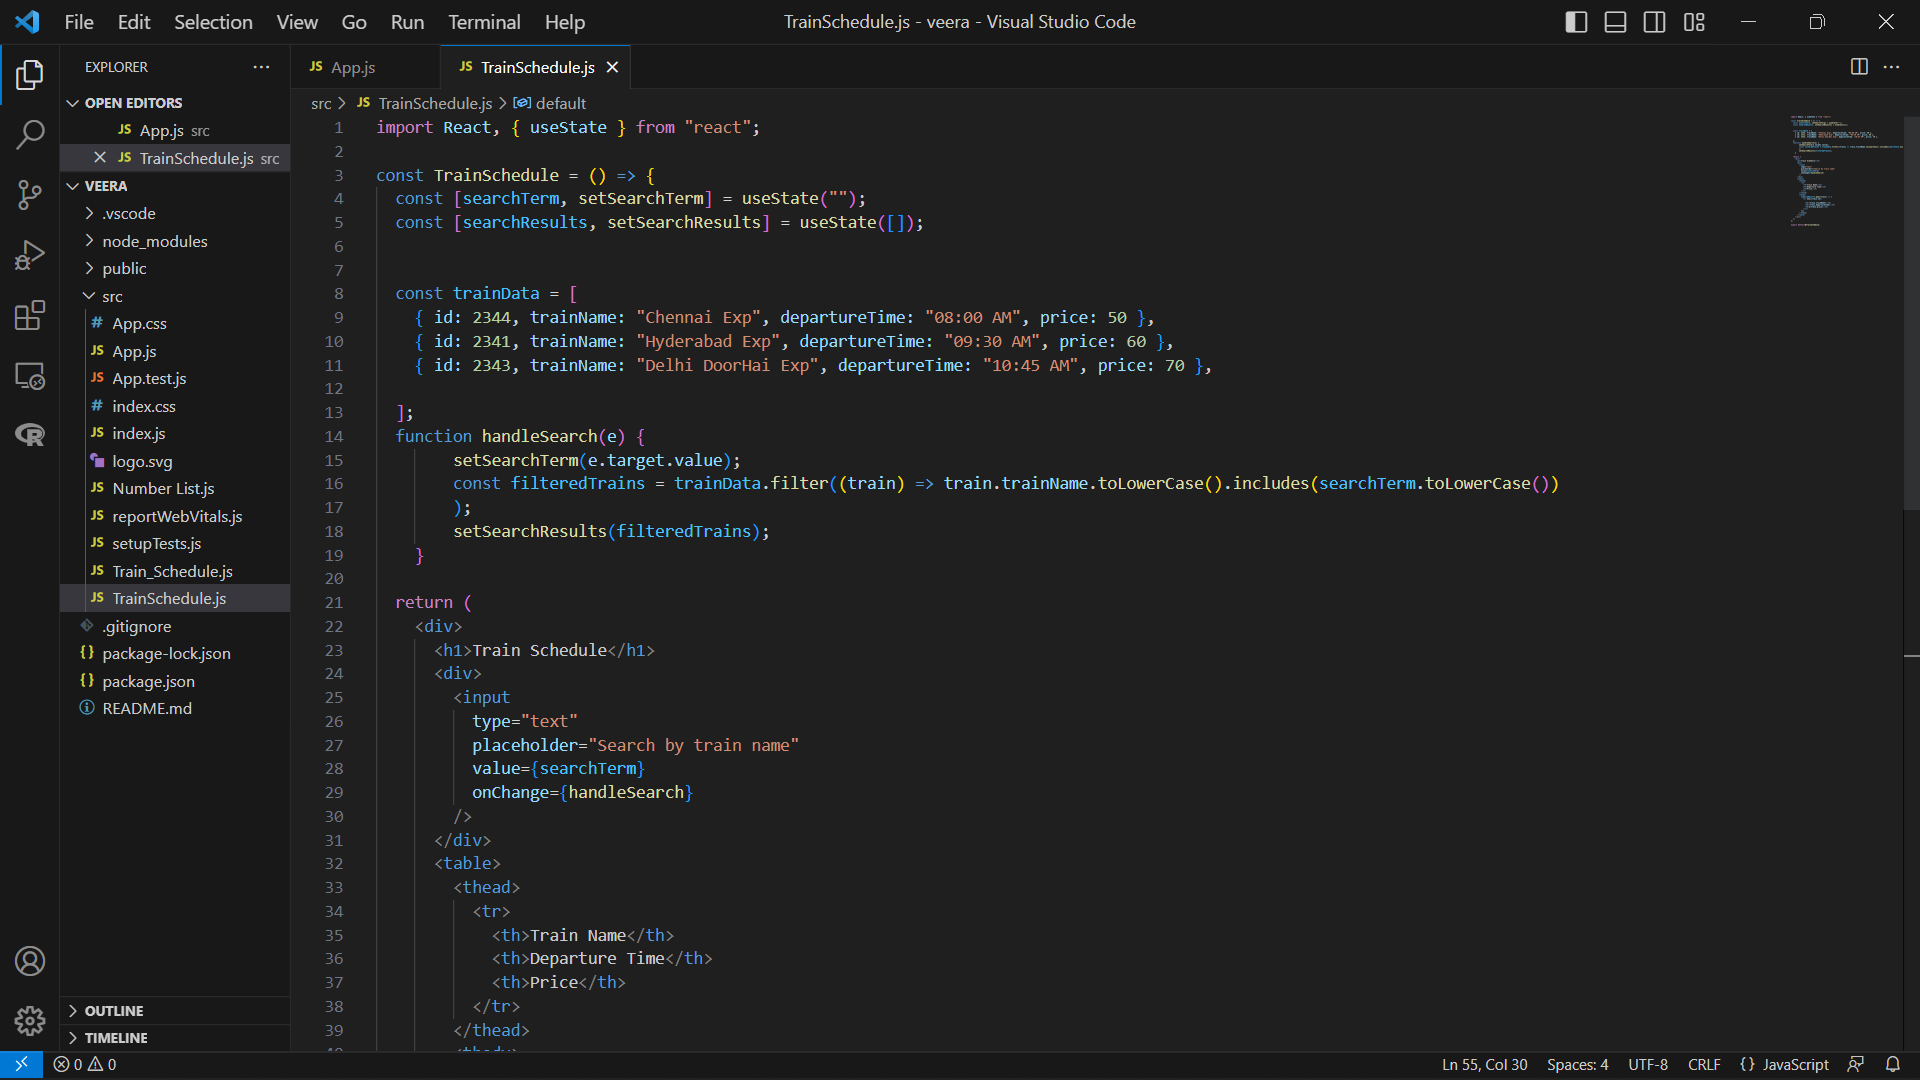 File Edit Selection View Go Run Terminal Help
TrainSchedule.js - veera - Visual Studio Code
EXPLORER
OPEN EDITORS
JS App.js src
JS TrainSchedule.js src
VEERA
.vscode
node_modules
public
src
# App.css
JS App.js
JS App.test.js
# index.css
JS index.js
logo.svg
JS Number List.js
JS reportWebVitals.js
JS setupTests.js
JS Train_Schedule.js
JS TrainSchedule.js
.gitignore
{} package-lock.json
{} package.json
README.md
OUTLINE
TIMELINE
JS App.js
JS TrainSchedule.js
src > JS TrainSchedule.js > default
1 import React, { useState } from "react";
2
3 const TrainSchedule = () => {
4 const [searchTerm, setSearchTerm] = useState("");
5 const [searchResults, setSearchResults] = useState([]);
6
7
8 const trainData = [
9 { id: 2344, trainName: "Chennai Exp", departureTime: "08:00 AM", price: 50 },
10 { id: 2341, trainName: "Hyderabad Exp", departureTime: "09:30 AM", price: 60 },
11 { id: 2343, trainName: "Delhi DoorHai Exp", departureTime: "10:45 AM", price: 70 },
12
13 ];
14 function handleSearch(e) {
15 setSearchTerm(e.target.value);
16 const filteredTrains = trainData.filter((train) => train.trainName.toLowerCase().includes(searchTerm.toLowerCase())
17 );
18 setSearchResults(filteredTrains);
19 }
20
21 return (
22 <div>
23 <h1>Train Schedule</h1>
24 <div>
25 <input
26 type="text"
27 placeholder="Search by train name"
28 value={searchTerm}
29 onChange={handleSearch}
30 />
31 </div>
32 <table>
33 <thead>
34 <tr>
35 <th>Train Name</th>
36 <th>Departure Time</th>
37 <th>Price</th>
38 </tr>
39 </thead>
0 0
Ln 55, Col 30 Spaces: 4 UTF-8 CRLF {} JavaScript